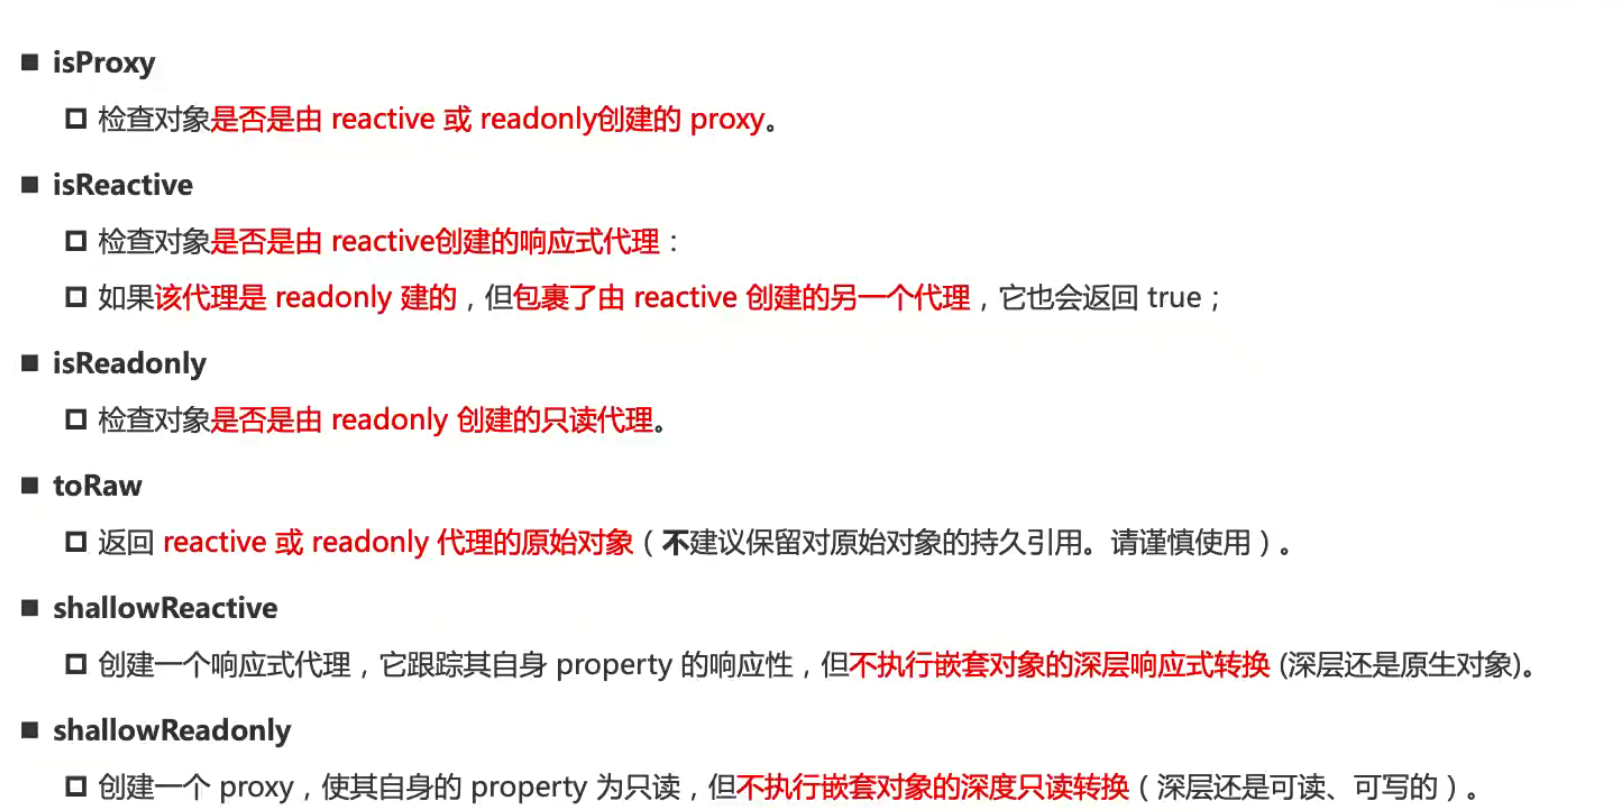 isProxy
检查对象是否是由 reactive 或 readonly创建的 proxy。
isReactive
检查对象是否是由 reactive创建的响应式代理：
如果该代理是 readonly 建的，但包裹了由 reactive 创建的另一个代理，它也会返回 true；
isReadonly
检查对象是否是由 readonly 创建的只读代理。
toRaw
返回 reactive 或 readonly 代理的原始对象（不建议保留对原始对象的持久引用。请谨慎使用）。
shallowReactive
创建一个响应式代理，它跟踪其自身 property 的响应性，但不执行嵌套对象的深层响应式转换 (深层还是原生对象)。
shallowReadonly
创建一个 proxy，使其自身的 property 为只读，但不执行嵌套对象的深度只读转换（深层还是可读、可写的）。